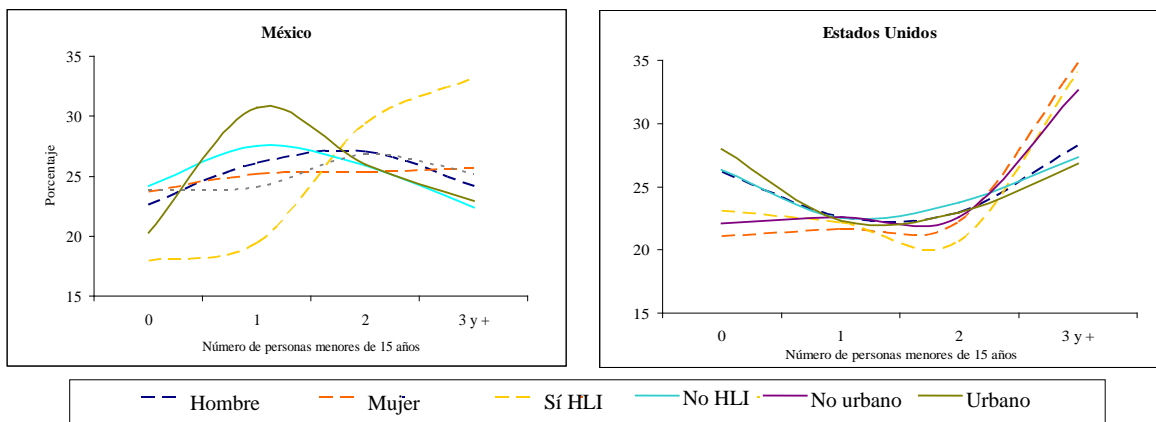 México
Porcentaje
35
30
25
20
15
0 1 2 3 y +
Número de personas menores de 15 años
Estados Unidos
35
30
25
20
15
0 1 2 3 y +
Número de personas menores de 15 años
Hombre Mujer Sí HLI No HLI No urbano Urbano